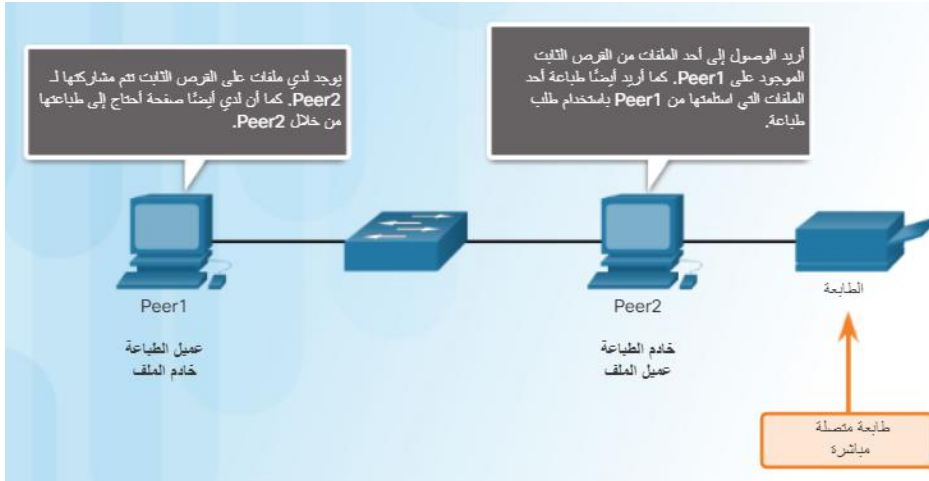 أريد الوصول إلى أحد الملفات من القرص الثابت
الموجود على Peer1. كما أريد أيضًا طباعة أحد
الملفات التي استلمتها من Peer1 باستخدام طلب
طباعة.
يوجد لدي ملفات على القرص الثابت تتم مشاركتها لـ
Peer2. كما أن لدي أيضًا صفحة أحتاج إلى طباعتها
من خلال Peer2.
Peer1
عميل الطباعة
خادم الملف
Peer2
خادم الطباعة
عميل الملف
الطابعة
طابعة متصلة
مباشرة